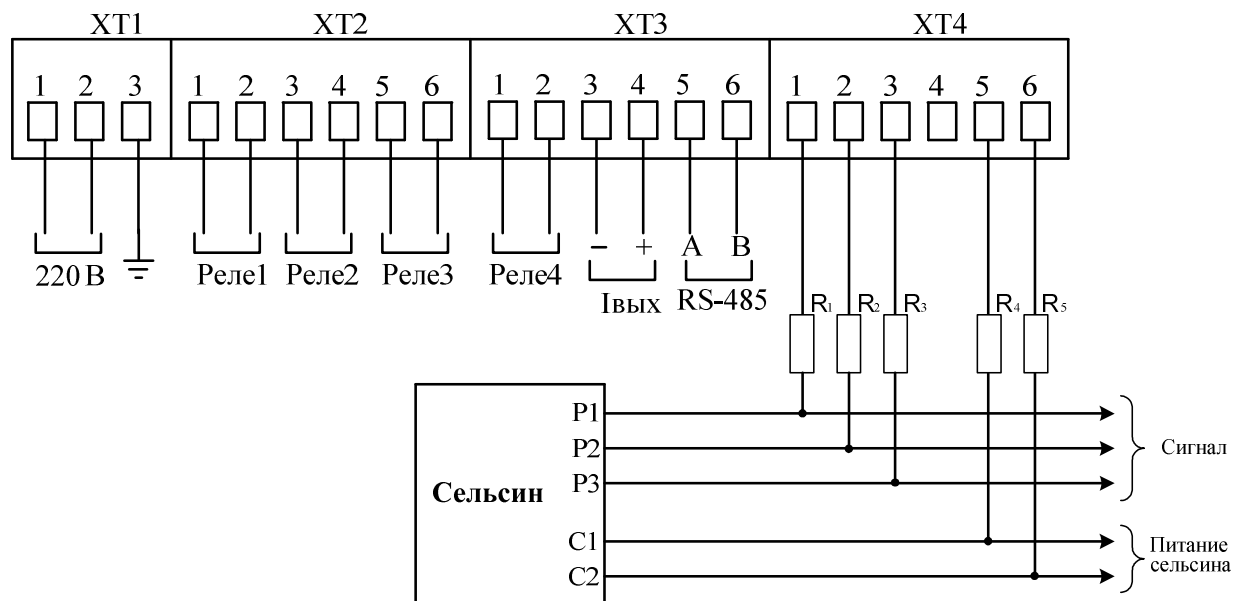 XT1 XT2 XT3 XT4
1 2 3 1 2 3 4 5 6 1 2 3 4 5 6 1 2 3 4 5 6
220 В Реле1 Реле2 Реле3 Реле4 − + A B
Iвых RS-485
R1 R2 R3 R4 R5
P1
P2
P3
Сигнал
Сельсин
C1
C2
Питание
сельсина